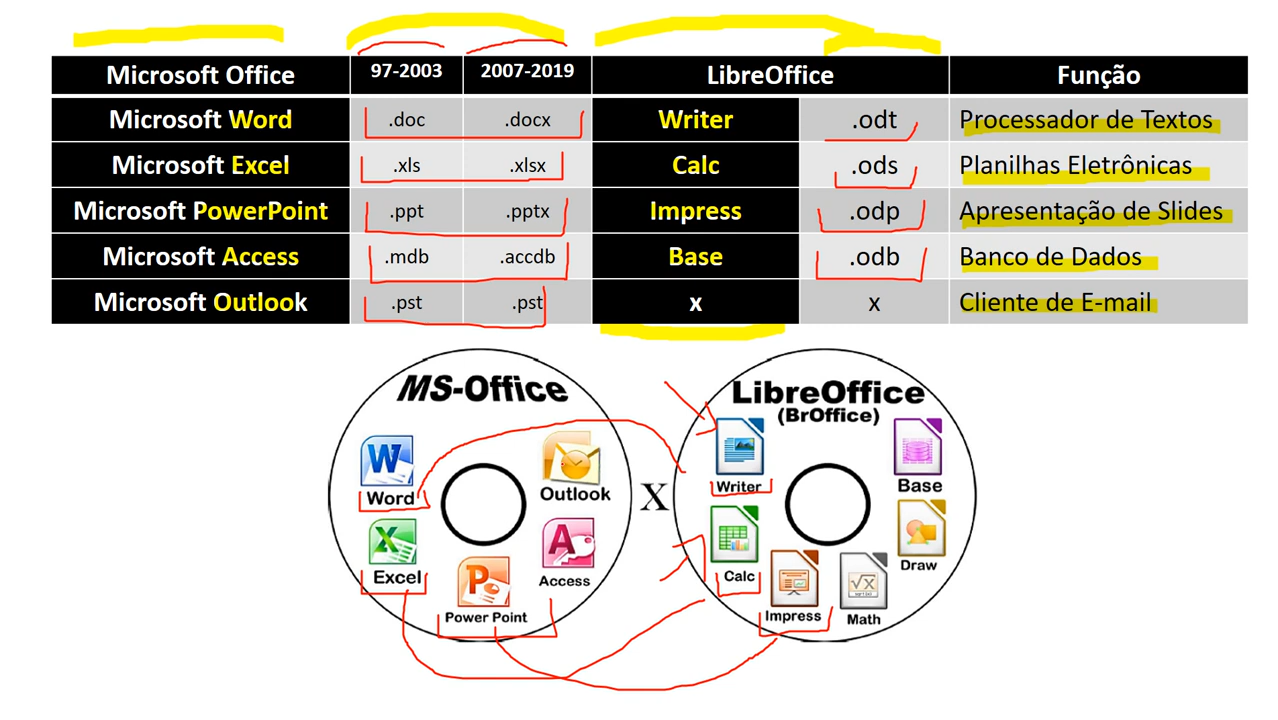 Microsoft Office 97-2003 2007-2019 LibreOffice Função
Microsoft Word .doc .docx Writer .odt Processador de Textos
Microsoft Excel .xls .xlsx Calc .ods Planilhas Eletrônicas
Microsoft PowerPoint .ppt .pptx Impress .odp Apresentação de Slides
Microsoft Access .mdb .accdb Base .odb Banco de Dados
Microsoft Outlook .pst .pst x x Cliente de E-mail
MS-Office
Word
Outlook
Excel
Access
Power Point
X
LibreOffice
(BrOffice)
Writer
Base
Calc
Draw
Impress
Math